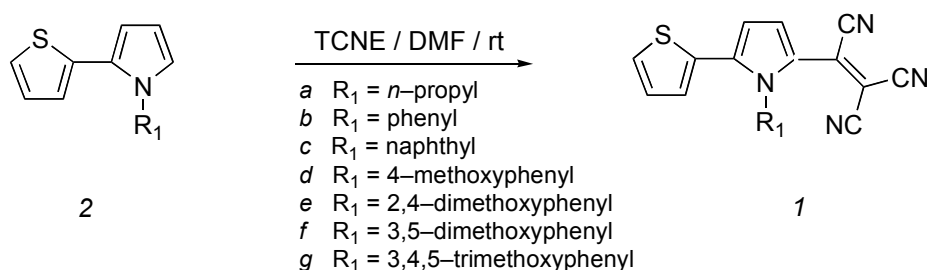 S
N
R₁
2
TCNE / DMF / rt
a R₁ = n–propyl
b R₁ = phenyl
c R₁ = naphthyl
d R₁ = 4–methoxyphenyl
e R₁ = 2,4–dimethoxyphenyl
f R₁ = 3,5–dimethoxyphenyl
g R₁ = 3,4,5–trimethoxyphenyl
S
N
R₁
CN
CN
NC
1